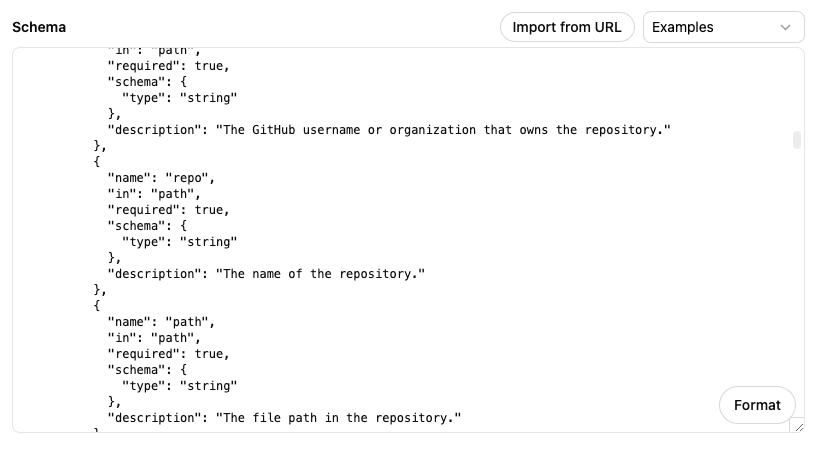 Schema
Import from URL
Examples
"in": "path",
"required": true,
"schema": {
"type": "string"
},
"description": "The GitHub username or organization that owns the repository."
},
{
"name": "repo",
"in": "path",
"required": true,
"schema": {
"type": "string"
},
"description": "The name of the repository."
},
{
"name": "path",
"in": "path",
"required": true,
"schema": {
"type": "string"
},
"description": "The file path in the repository."
Format